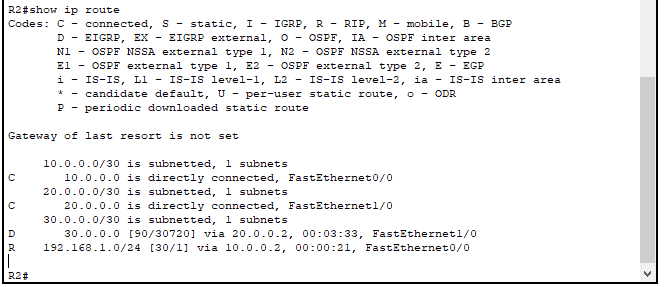 R2#show ip route
Codes: C - connected, S - static, I - IGRP, R - RIP, M - mobile, B - BGP
       D - EIGRP, EX - EIGRP external, O - OSPF, IA - OSPF inter area
       N1 - OSPF NSSA external type 1, N2 - OSPF NSSA external type 2
       E1 - OSPF external type 1, E2 - OSPF external type 2, E - EGP
       i - IS-IS, L1 - IS-IS level-1, L2 - IS-IS level-2, ia - IS-IS inter area
       * - candidate default, U - per-user static route, o - ODR
       P - periodic downloaded static route
Gateway of last resort is not set
     10.0.0.0/30 is subnetted, 1 subnets
C       10.0.0.0 is directly connected, FastEthernet0/0
     20.0.0.0/30 is subnetted, 1 subnets
C       20.0.0.0 is directly connected, FastEthernet1/0
     30.0.0.0/30 is subnetted, 1 subnets
D       30.0.0.0 [90/30720] via 20.0.0.2, 00:03:33, FastEthernet1/0
R    192.168.1.0/24 [30/1] via 10.0.0.2, 00:00:21, FastEthernet0/0
R2#